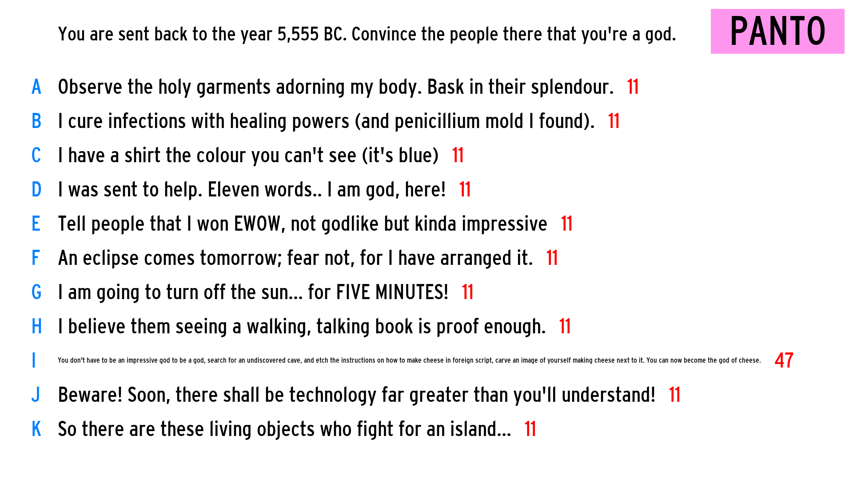 You are sent back to the year 5,555 BC. Convince the people there that you're a god. PANTO
A Observe the holy garments adorning my body. Bask in their splendour. 11
B I cure infections with healing powers (and penicillium mold I found). 11
C I have a shirt the colour you can't see (it's blue) 11
D I was sent to help. Eleven words.. I am god, here! 11
E Tell people that I won EWOW, not godlike but kinda impressive 11
F An eclipse comes tomorrow; fear not, for I have arranged it. 11
G I am going to turn off the sun... for FIVE MINUTES! 11
H I believe them seeing a walking, talking book is proof enough. 11
I You don't have to be an impressive god to be a god, search for an undiscovered cave, and etch the instructions on how to make cheese in foreign script, carve an image of yourself making cheese next to it. You can now become the god of cheese. 47
J Beware! Soon, there shall be technology far greater than you'll understand! 11
K So there are these living objects who fight for an island... 11